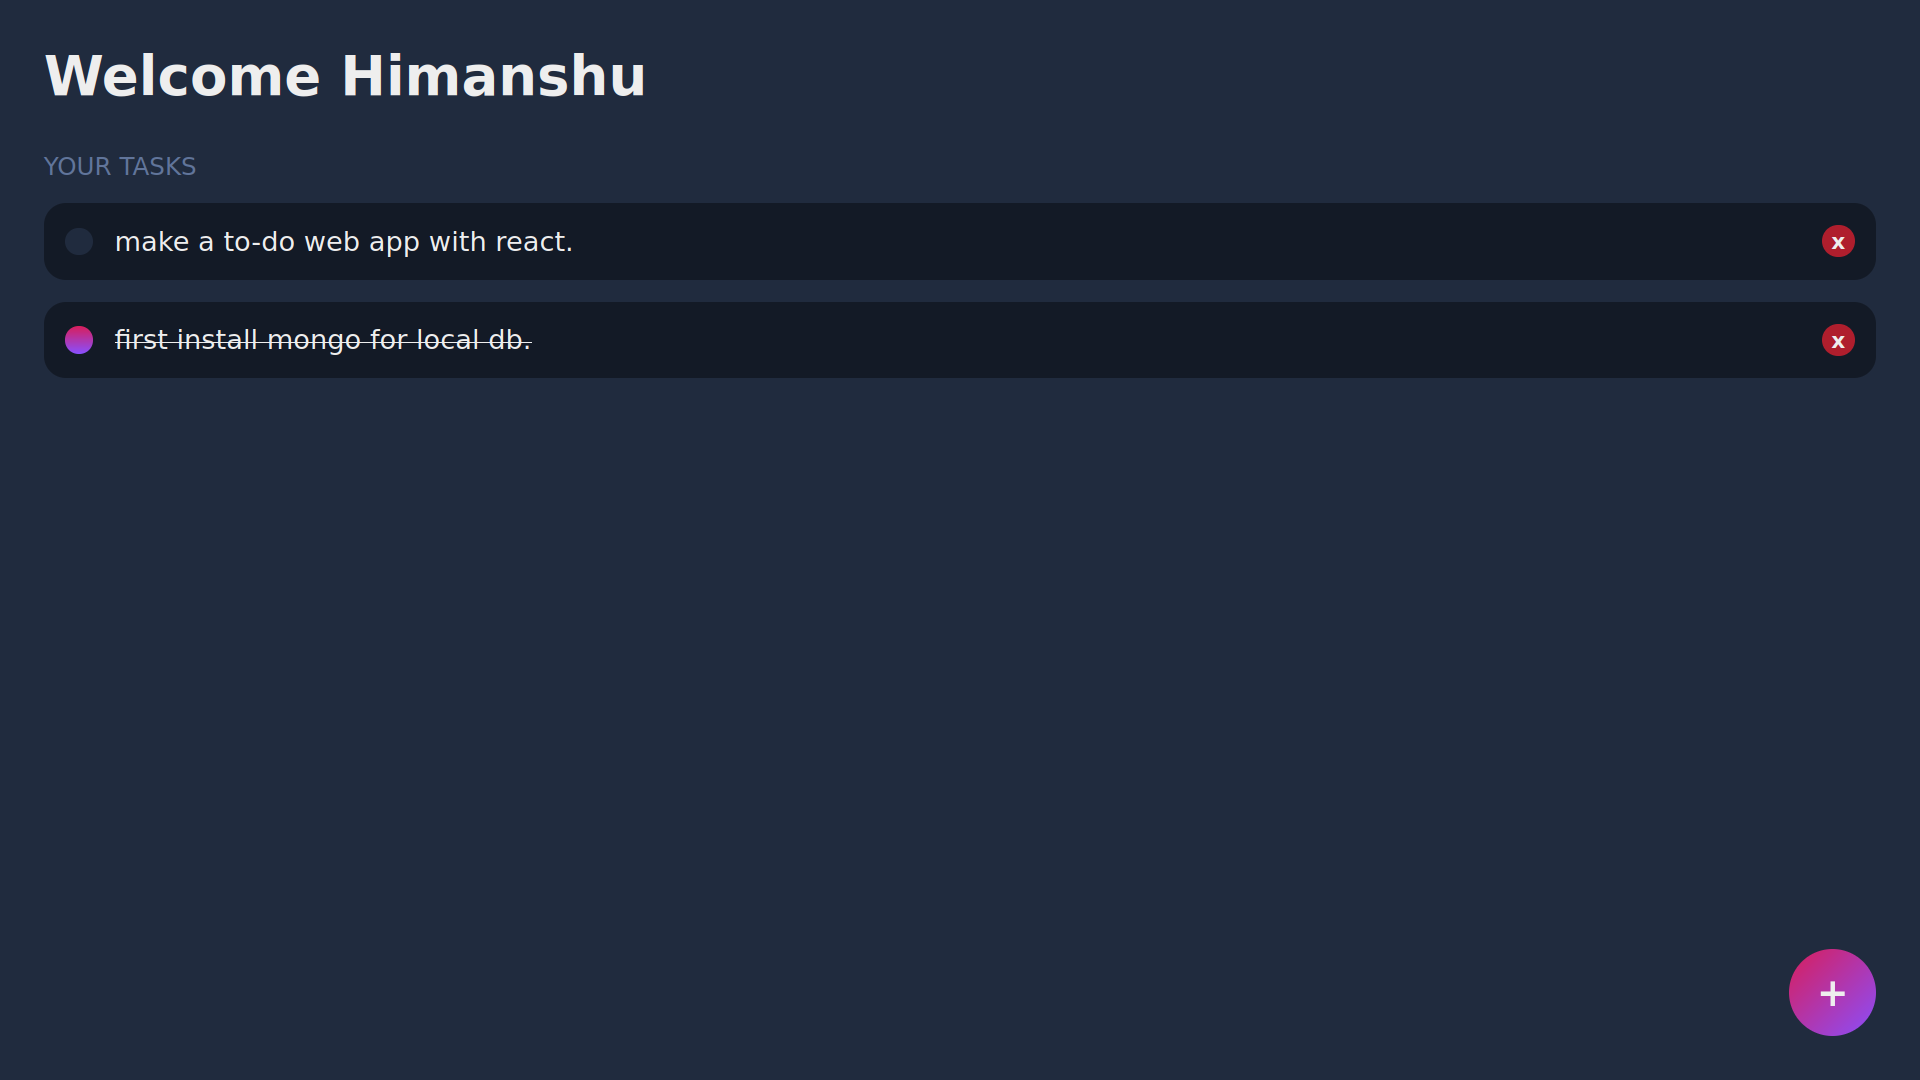 Welcome Himanshu
YOUR TASKS
make a to-do web app with react.
x
first install mongo for local db.
x
+